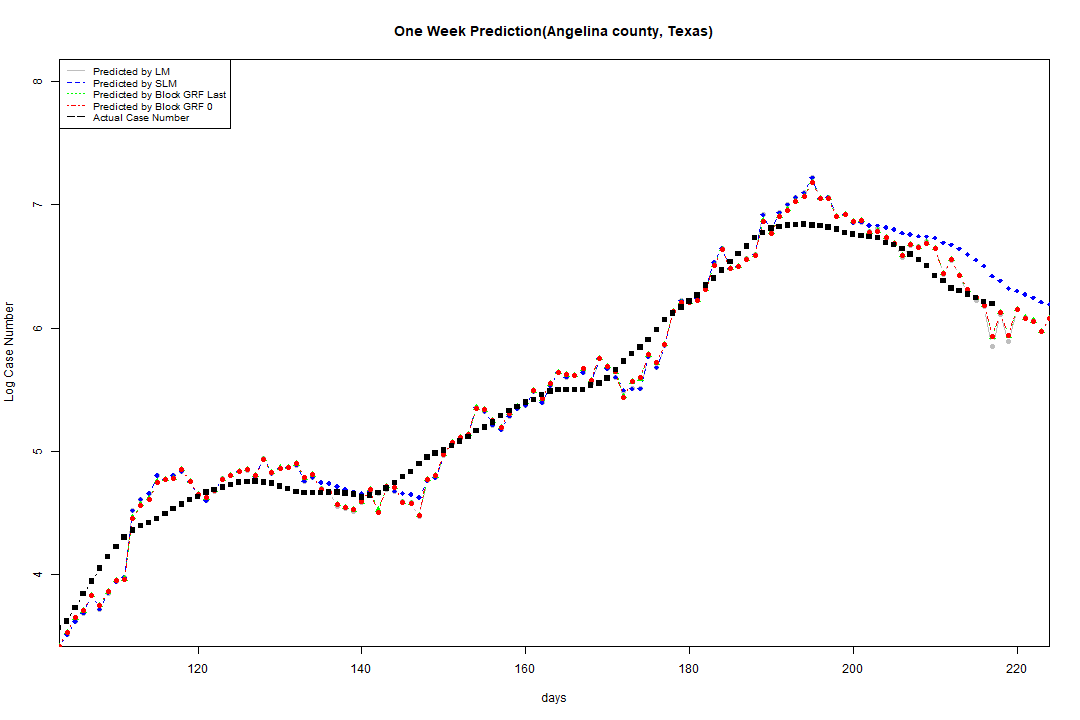 One Week Prediction(Angelina county, Texas)
Predicted by LM
Predicted by SLM
Predicted by Block GRF Last
Predicted by Block GRF 0
Actual Case Number
8
7
6
5
4
Log Case Number
120 140 160 180 200 220
days